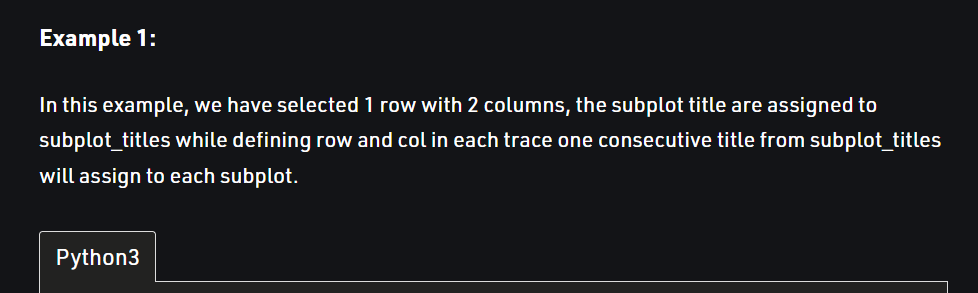 Example 1:
In this example, we have selected 1 row with 2 columns, the subplot title are assigned to
subplot_titles while defining row and col in each trace one consecutive title from subplot_titles
will assign to each subplot.
Python3